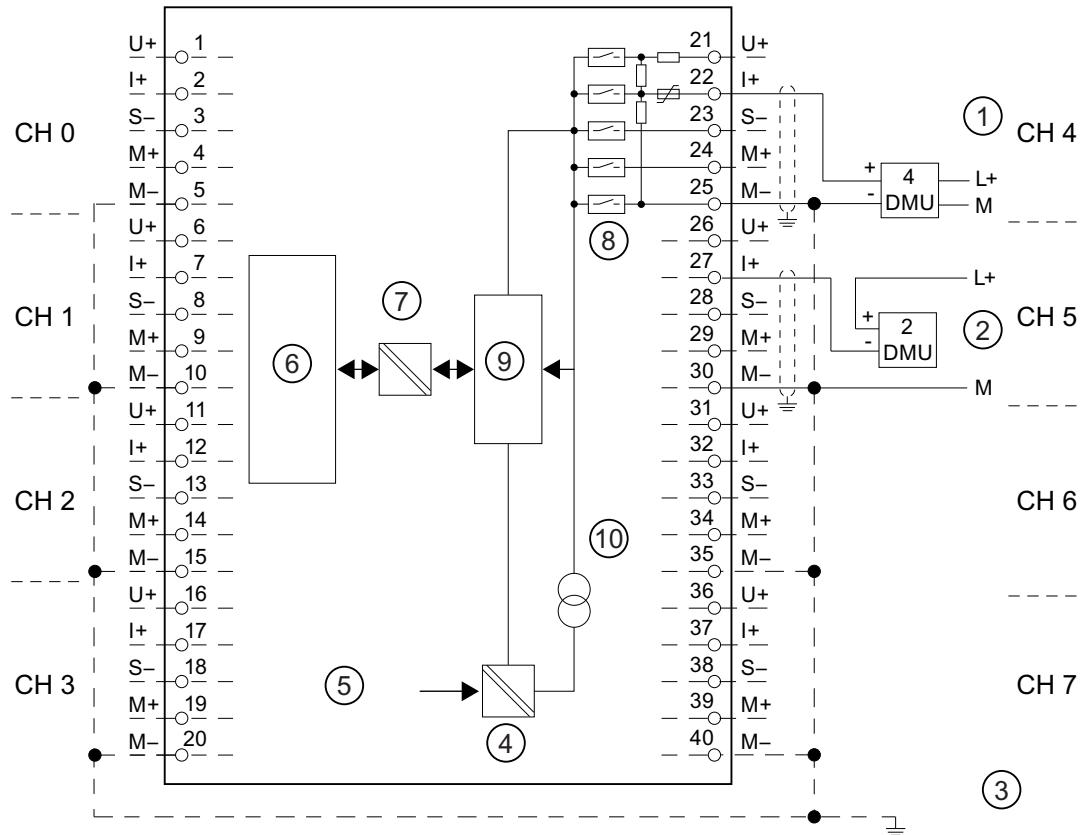 CH 0
U+ 1
I+ 2
S– 3
M+ 4
M– 5
CH 1
U+ 6
I+ 7
S– 8
M+ 9
M– 10
CH 2
U+ 11
I+ 12
S– 13
M+ 14
M– 15
CH 3
U+ 16
I+ 17
S– 18
M+ 19
M– 20
6
7
9
8
10
5
4
21 U+
22 I+
23 S–
24 M+
25 M–
+
-
4
DMU
L+
M
1
CH 4
26 U+
27 I+
28 S–
29 M+
30 M–
+
-
2
DMU
L+
M
2
CH 5
31 U+
32 I+
33 S–
34 M+
35 M–
CH 6
36 U+
37 I+
38 S–
39 M+
40 M–
CH 7
3